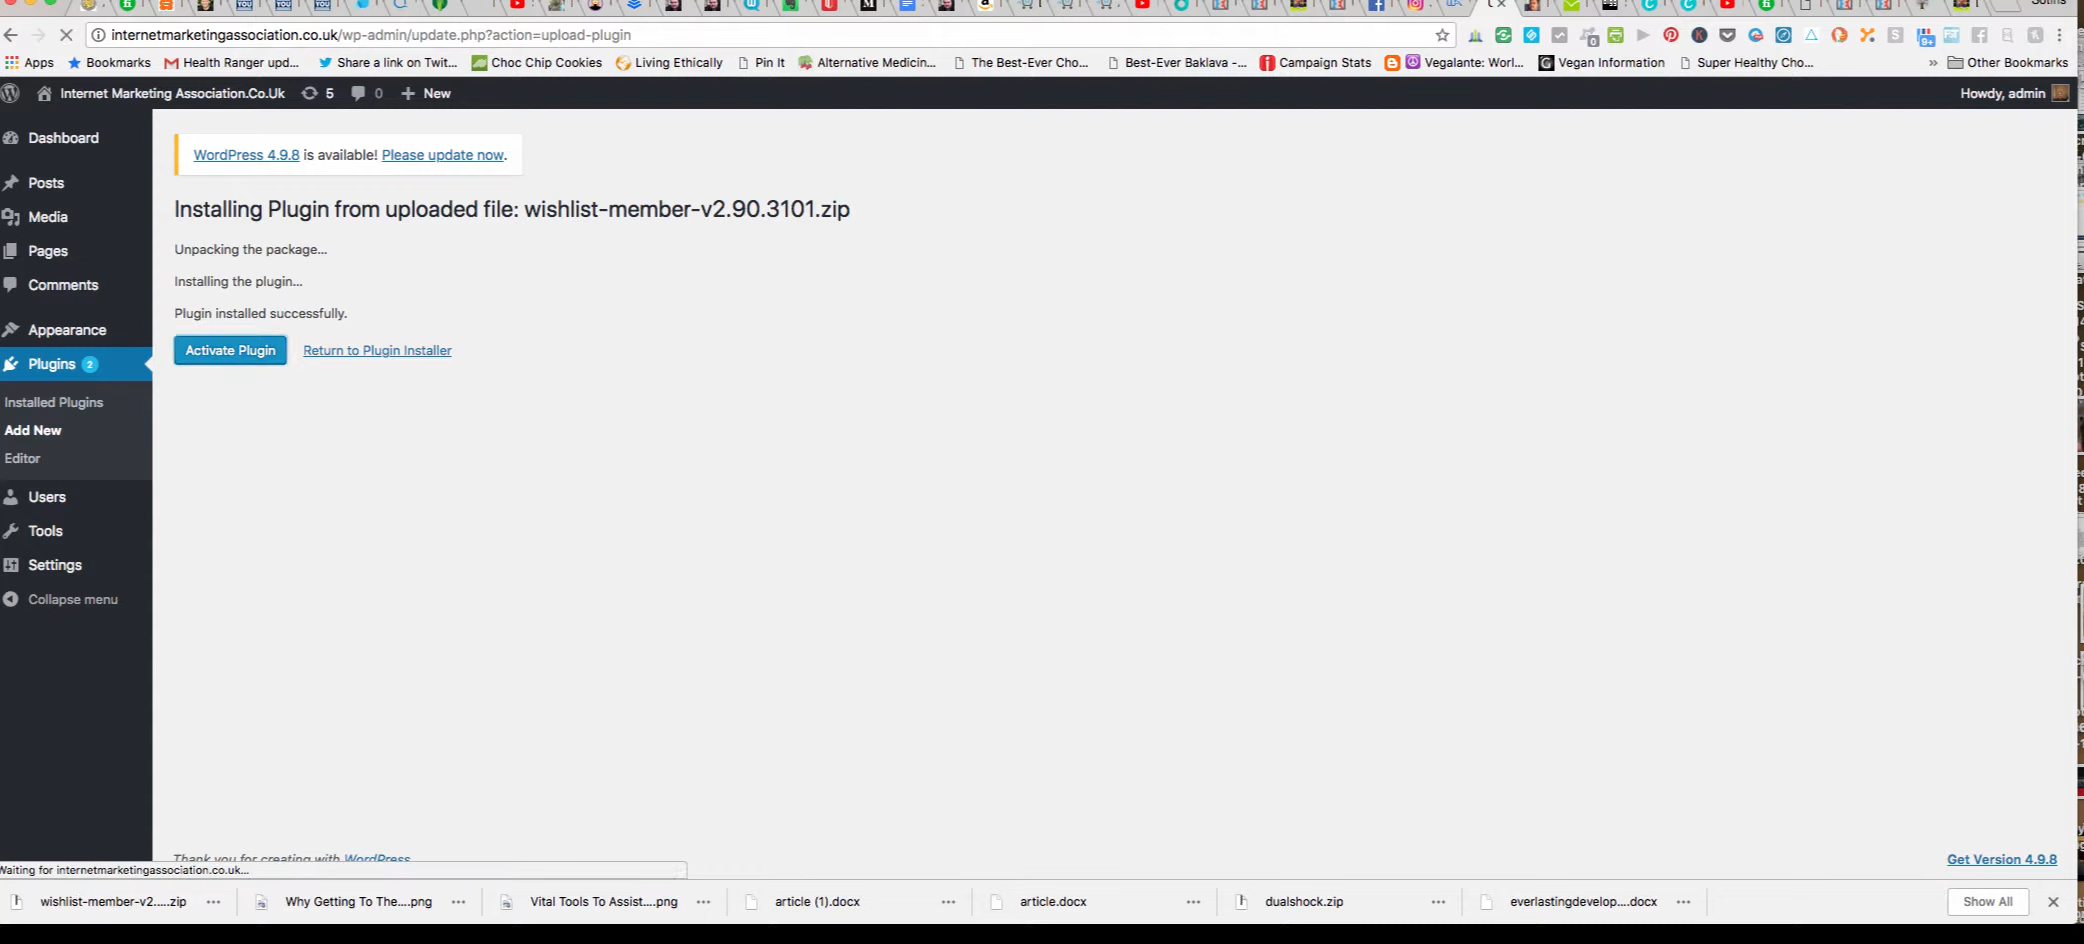 Solins
internetmarketingassociation.co.uk/wp-admin/update.php?action=upload-plugin
Apps Bookmarks Health Ranger upd... Share a link on Twit... Choc Chip Cookies Living Ethically Pin It Alternative Medicin... The Best-Ever Cho... Best-Ever Baklava -... Campaign Stats Vegalante: Worl... Vegan Information Super Healthy Cho... » Other Bookmarks
Internet Marketing Association.Co.Uk 5 0 + New Howdy, admin
Dashboard
Posts
Media
Pages
Comments
Appearance
Plugins 2
Installed Plugins
Add New
Editor
Users
Tools
Settings
Collapse menu
WordPress 4.9.8 is available! Please update now.
Installing Plugin from uploaded file: wishlist-member-v2.90.3101.zip
Unpacking the package...
Installing the plugin...
Plugin installed successfully.
Activate Plugin Return to Plugin Installer
Thank you for creating with WordPress
Get Version 4.9.8
Waiting for internetmarketingassociation.co.uk...
wishlist-member-v2.....zip Why Getting To The....png Vital Tools To Assist....png article (1).docx article.docx dualshock.zip everlastingdevelop....docx Show All